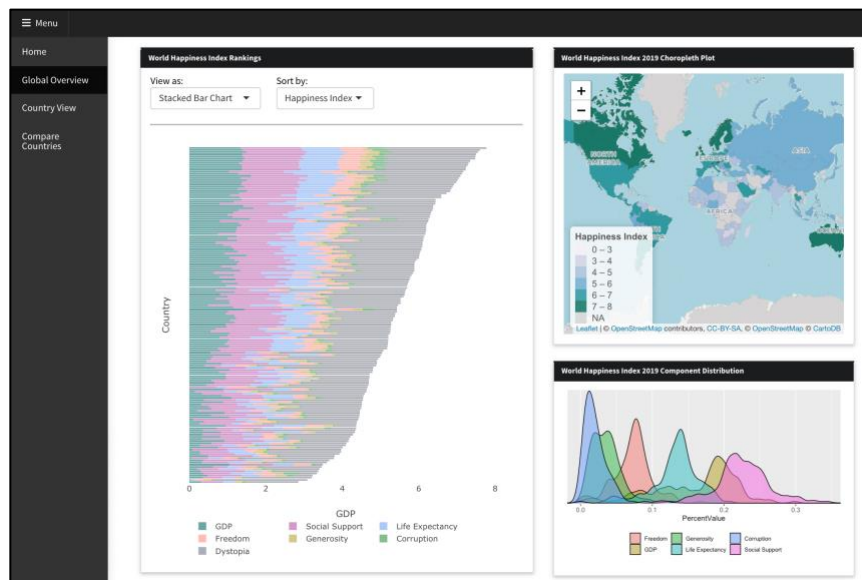 Menu
Home
Global Overview
Country View
Compare
Countries
World Happiness Index Rankings
View as:
Stacked Bar Chart
Sort by:
Happiness Index
Country
0 2 4 6 8
GDP
GDP
Social Support
Life Expectancy
Freedom
Generosity
Corruption
Dystopia
World Happiness Index 2019 Choropleth Plot
+
−
NORTH
AMERICA
EUROPE
ASIA
AFRICA
Happiness Index
0 – 3
3 – 4
4 – 5
5 – 6
6 – 7
7 – 8
NA
Leaflet | © OpenStreetMap contributors, CC-BY-SA, © OpenStreetMap © CartoDB
World Happiness Index 2019 Component Distribution
0.0 0.1 0.2 0.3
PercentValue
Freedom
Generosity
Corruption
GDP
Life Expectancy
Social Support